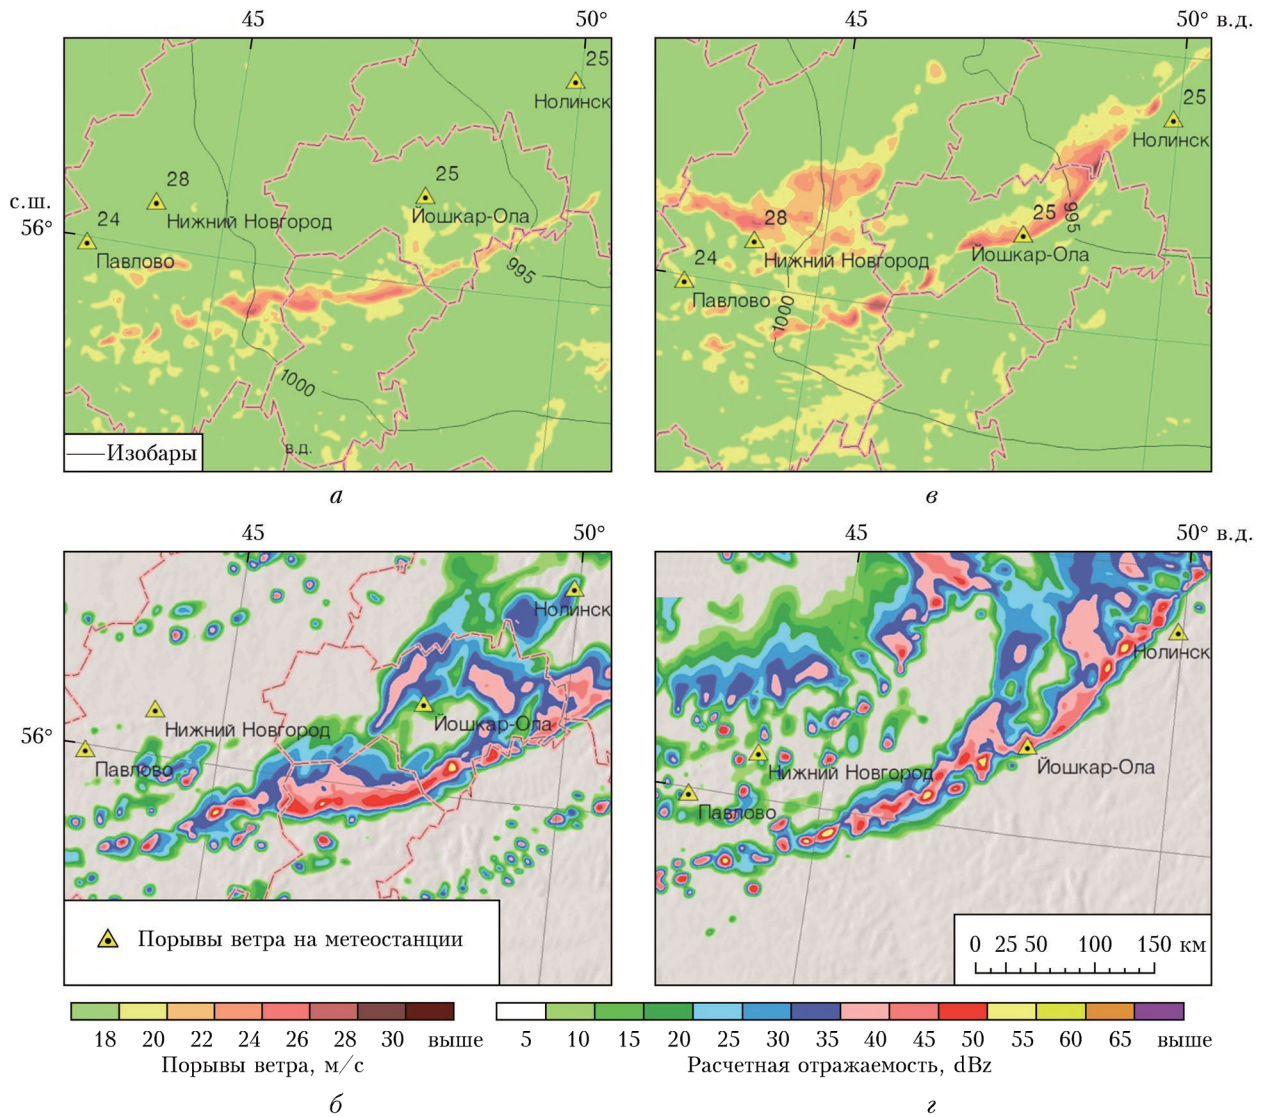 45 50°
45 50° в.д.
25
Нолинск
28
25
Нижний Новгород
Йошкар-Ола
24
Павлово
995
1000
в.д.
Изобары
с.ш.
56°
25
Нолинск
25
995
28
Нижний Новгород
Йошкар-Ола
24
Павлово
1000
а
в
45 50°
45 50° в.д.
56°
Нолинск
Йошкар-Ола
Нижний Новгород
Павлово
Порывы ветра на метеостанции
Нолинск
Йошкар-Ола
Нижний Новгород
Павлово
0 25 50 100 150 км
18 20 22 24 26 28 30 выше
Порывы ветра, м/с
5 10 15 20 25 30 35 40 45 50 55 60 65 выше
Расчетная отражаемость, dBz
б
г